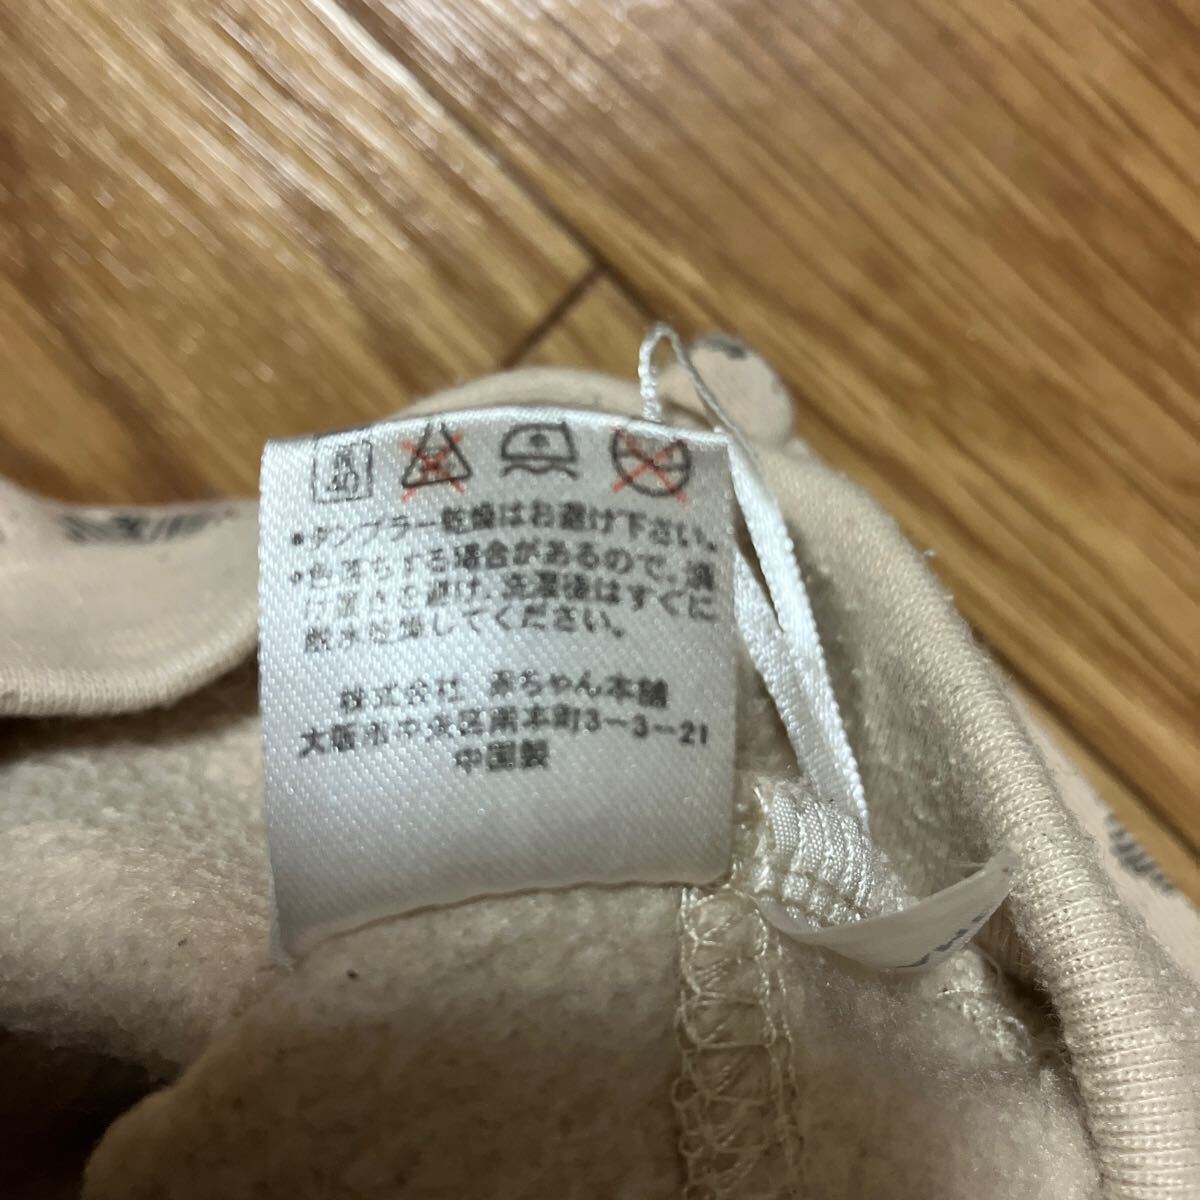 ・タンブラー乾燥はお避け下さい。
・色落ちする場合があるので、漬
け置きを避け、洗濯後はすぐに
脱水乾燥してください。
株式会社 赤ちゃん本舗
大阪市中央区南本町3-3-21
中国製